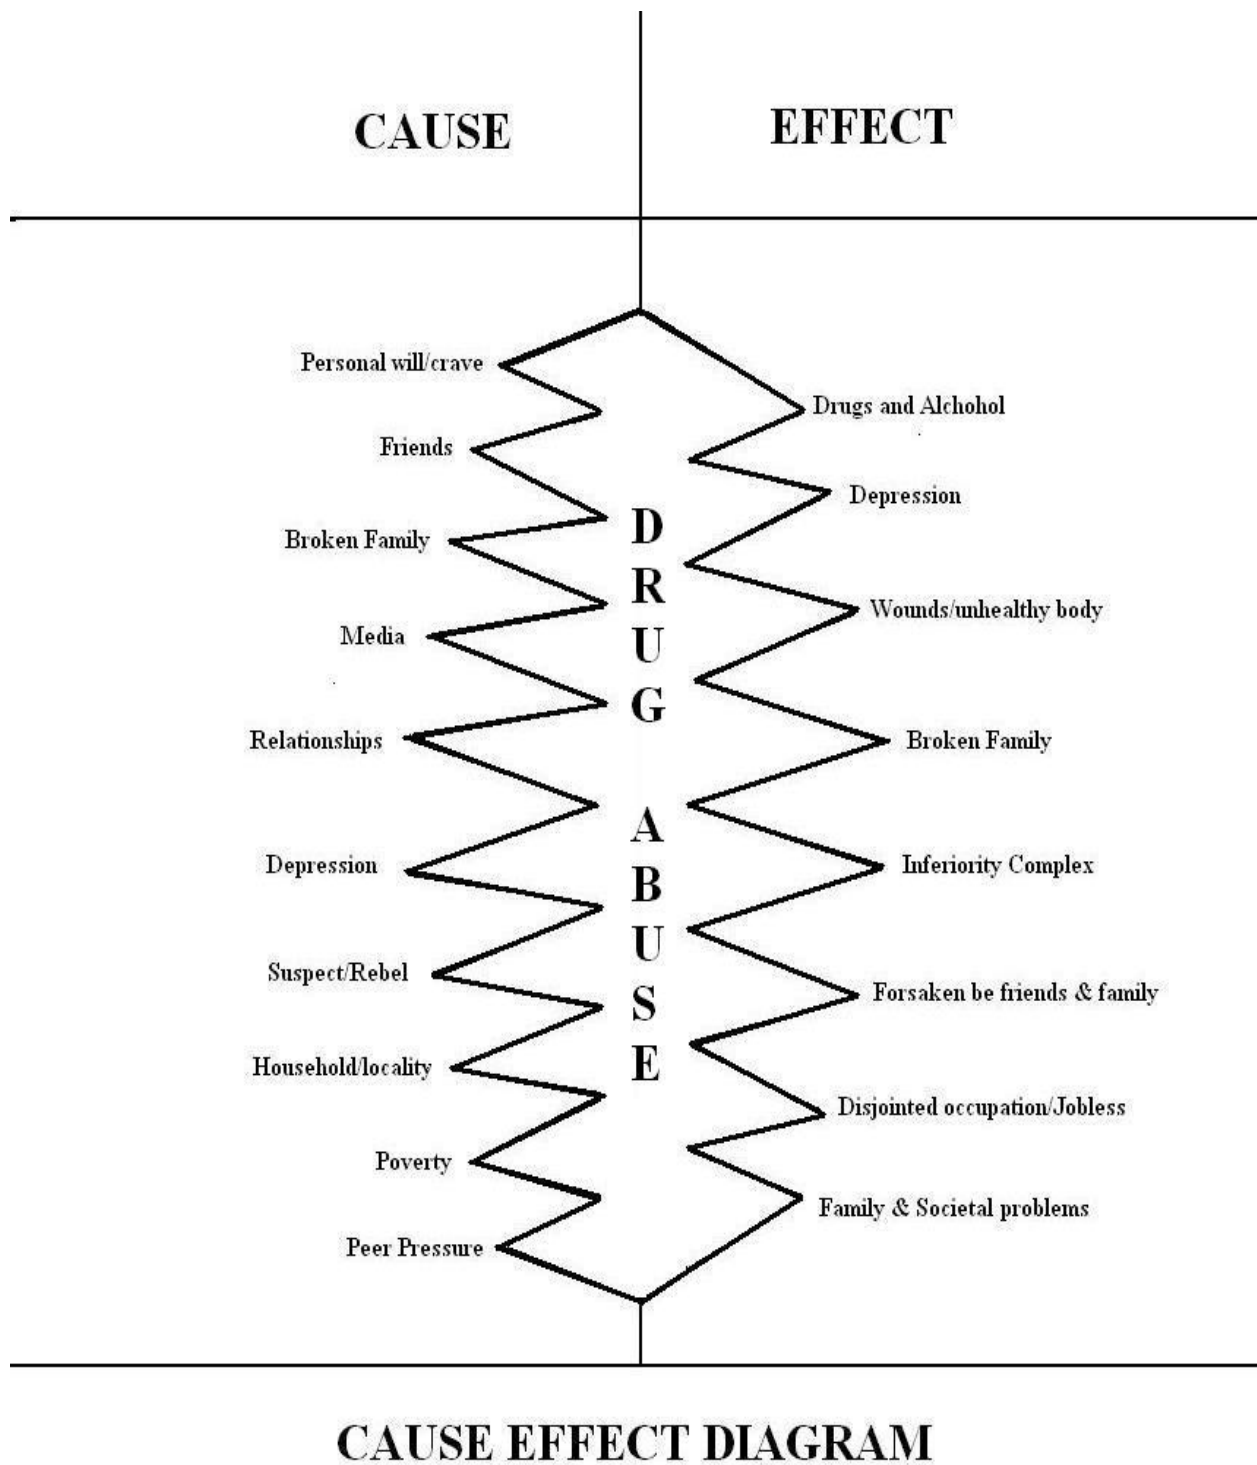 CAUSE
EFFECT
Personal will/crave
Friends
Broken Family
Media
Relationships
Depression
Suspect/Rebel
Household/locality
Poverty
Peer Pressure
DRUG ABUSE
Drugs and Alchohol
Depression
Wounds/unhealthy body
Broken Family
Inferiority Complex
Forsaken be friends & family
Disjointed occupation/Jobless
Family & Societal problems
CAUSE EFFECT DIAGRAM